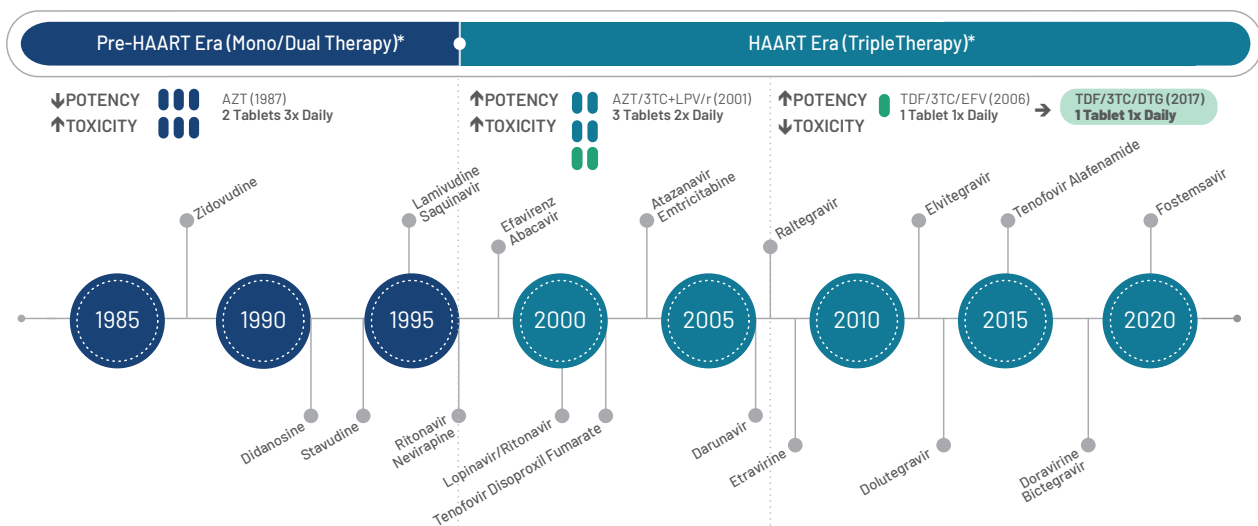 Pre-HAART Era (Mono/Dual Therapy)*
HAART Era (TripleTherapy)*
↓POTENCY
↑TOXICITY
AZT (1987)
2 Tablets 3x Daily
↑POTENCY
↑TOXICITY
AZT/3TC+LPV/r (2001)
3 Tablets 2x Daily
↑POTENCY
↓TOXICITY
TDF/3TC/EFV (2006)
1 Tablet 1x Daily
→
TDF/3TC/DTG (2017)
1 Tablet 1x Daily
Zidovudine
Lamivudine
Saquinavir
Efavirenz
Abacavir
Atazanavir
Emtricitabine
Raltegravir
Elvitegravir
Tenofovir Alafenamide
Fostemsavir
1985
1990
1995
2000
2005
2010
2015
2020
Didanosine
Stavudine
Ritonavir
Nevirapine
Lopinavir/Ritonavir
Tenofovir Disoproxil Fumarate
Darunavir
Etravirine
Dolutegravir
Doravirine
Bictegravir